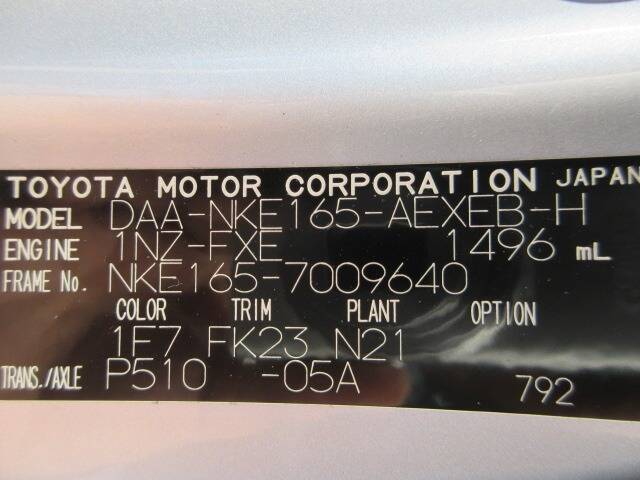 TOYOTA MOTOR CORPORATION JAPAN
MODEL DAA-NKE165-AEXEB-H
ENGINE 1NZ-FXE 1496 mL
FRAME No. NKE165-7009640
COLOR TRIM PLANT OPTION
1F7 FK23 N21
TRANS./AXLE P510 -05A 792